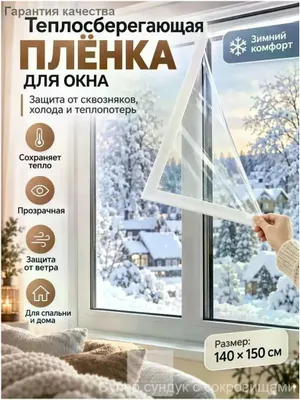 Гарантия качества
Теплосберегающая
ПЛЁНКА
ДЛЯ ОКНА
Зимний
комфорт
Защита от сквозняков,
холода и теплопотерь
Сохраняет
тепло
Прозрачная
Защита
от ветра
Для спальни
и дома
Размер:
140 × 150 см
Супер сундук с сокровищами